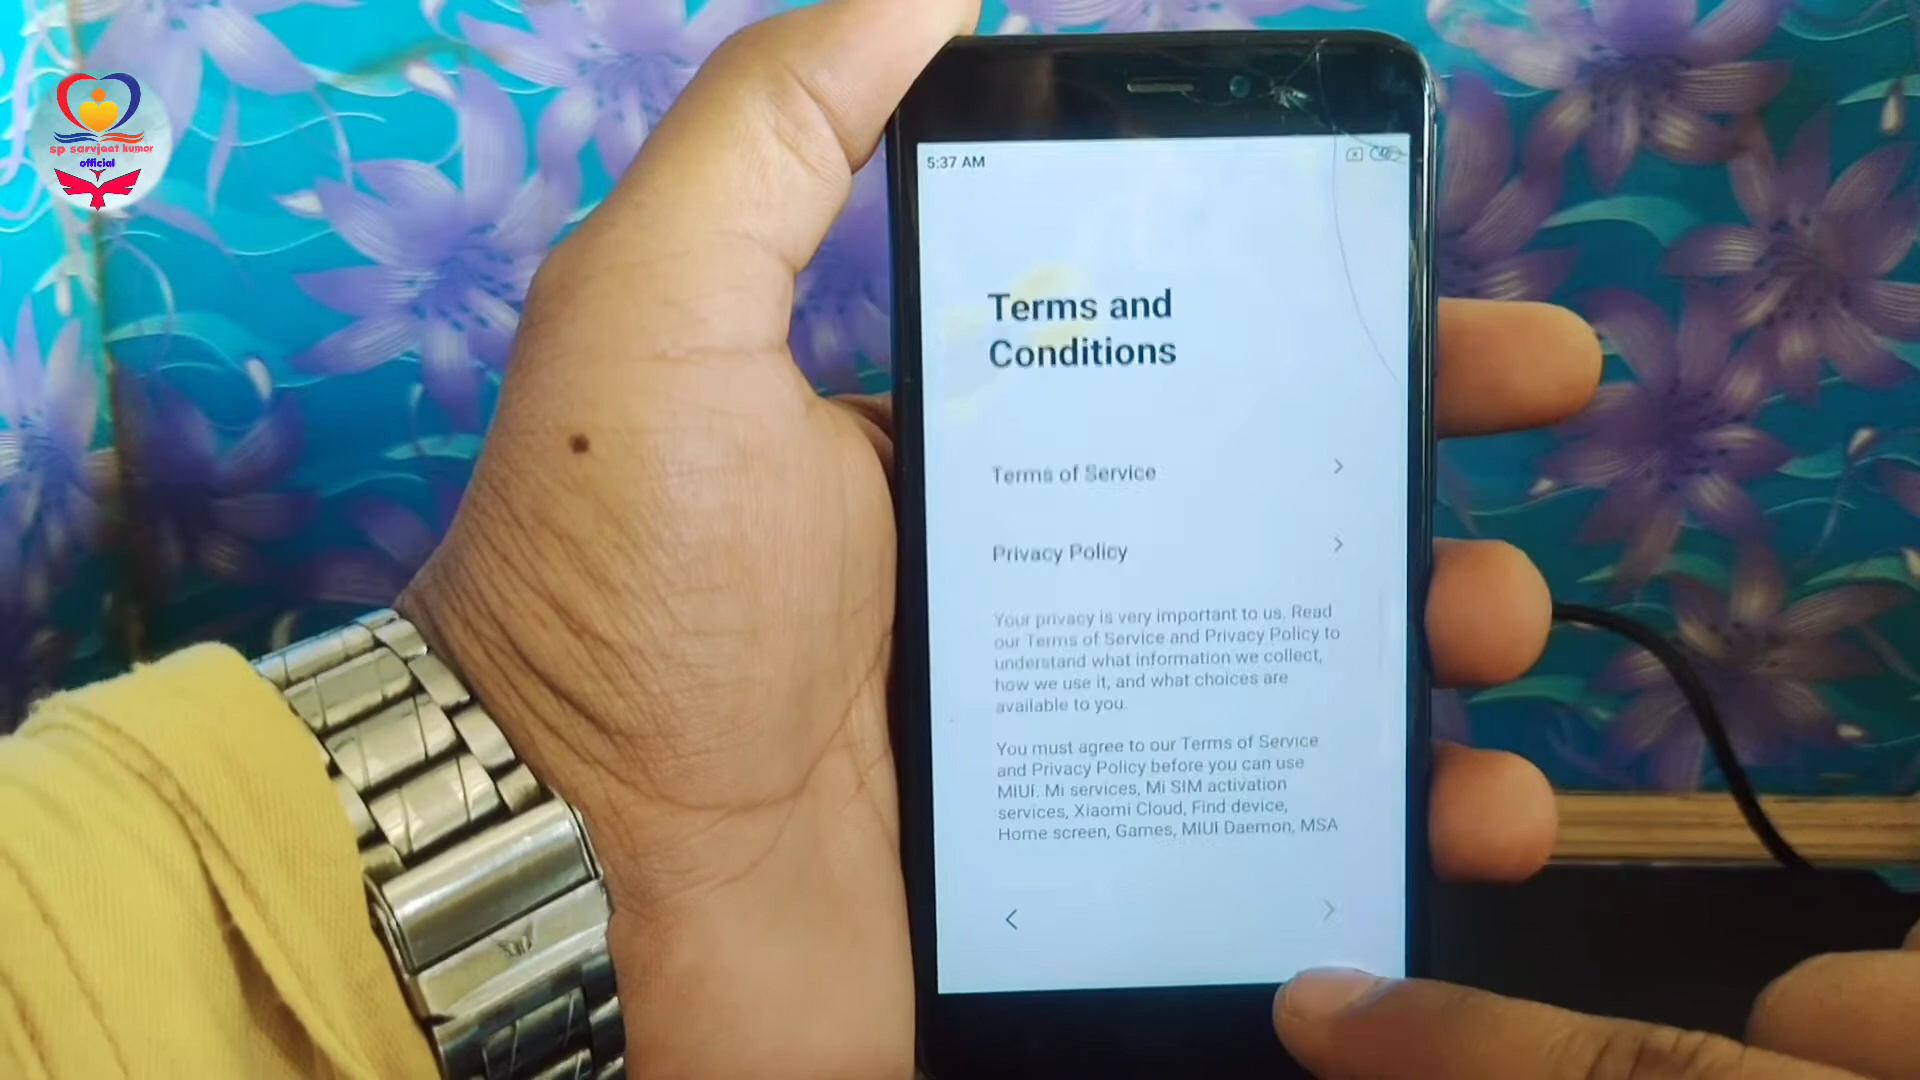 sp sarvjeet kumar
official
5:37 AM
Terms and
Conditions
Terms of Service
Privacy Policy
Your privacy is very important to us. Read
our Terms of Service and Privacy Policy to
understand what information we collect,
how we use it, and what choices are
available to you.
You must agree to our Terms of Service
and Privacy Policy before you can use
MIUI. Mi services, Mi SIM activation
services, Xiaomi Cloud, Find device,
Home screen, Games, MIUI Daemon, MSA